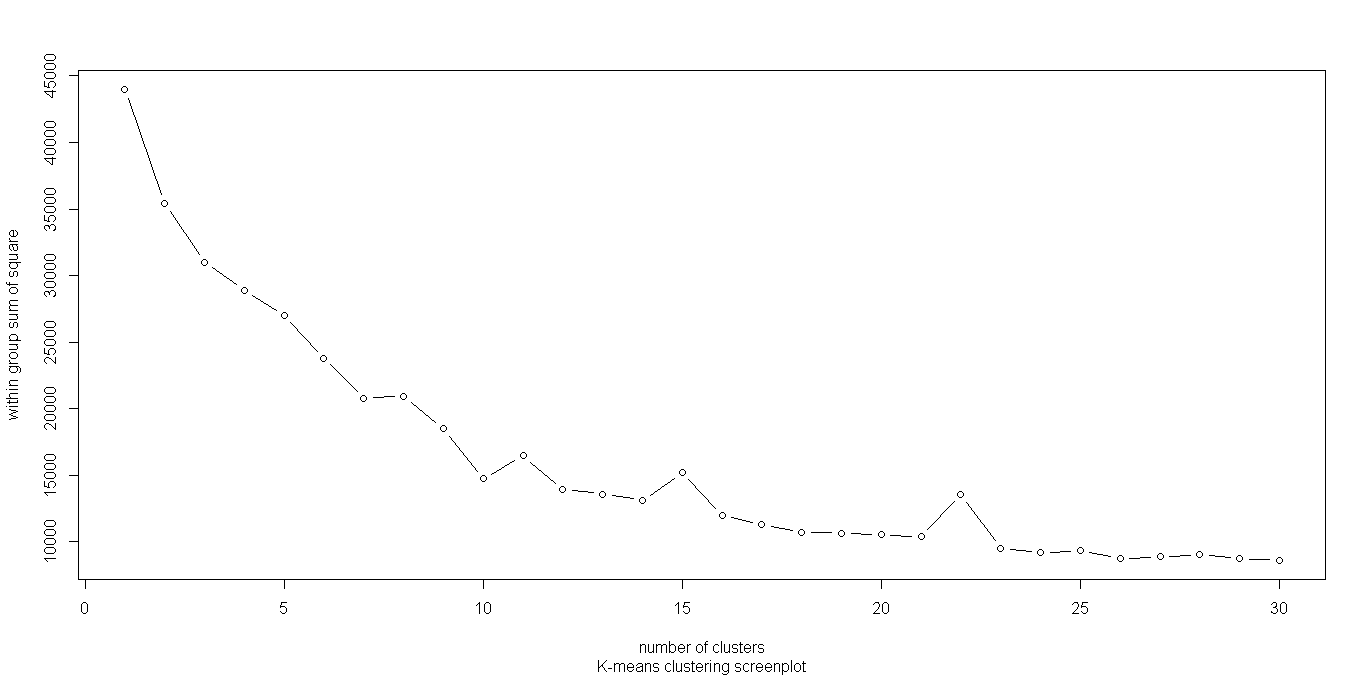 45000
40000
35000
30000
25000
20000
15000
10000
within group sum of square
0 5 10 15 20 25 30
number of clusters
K-means clustering screenplot